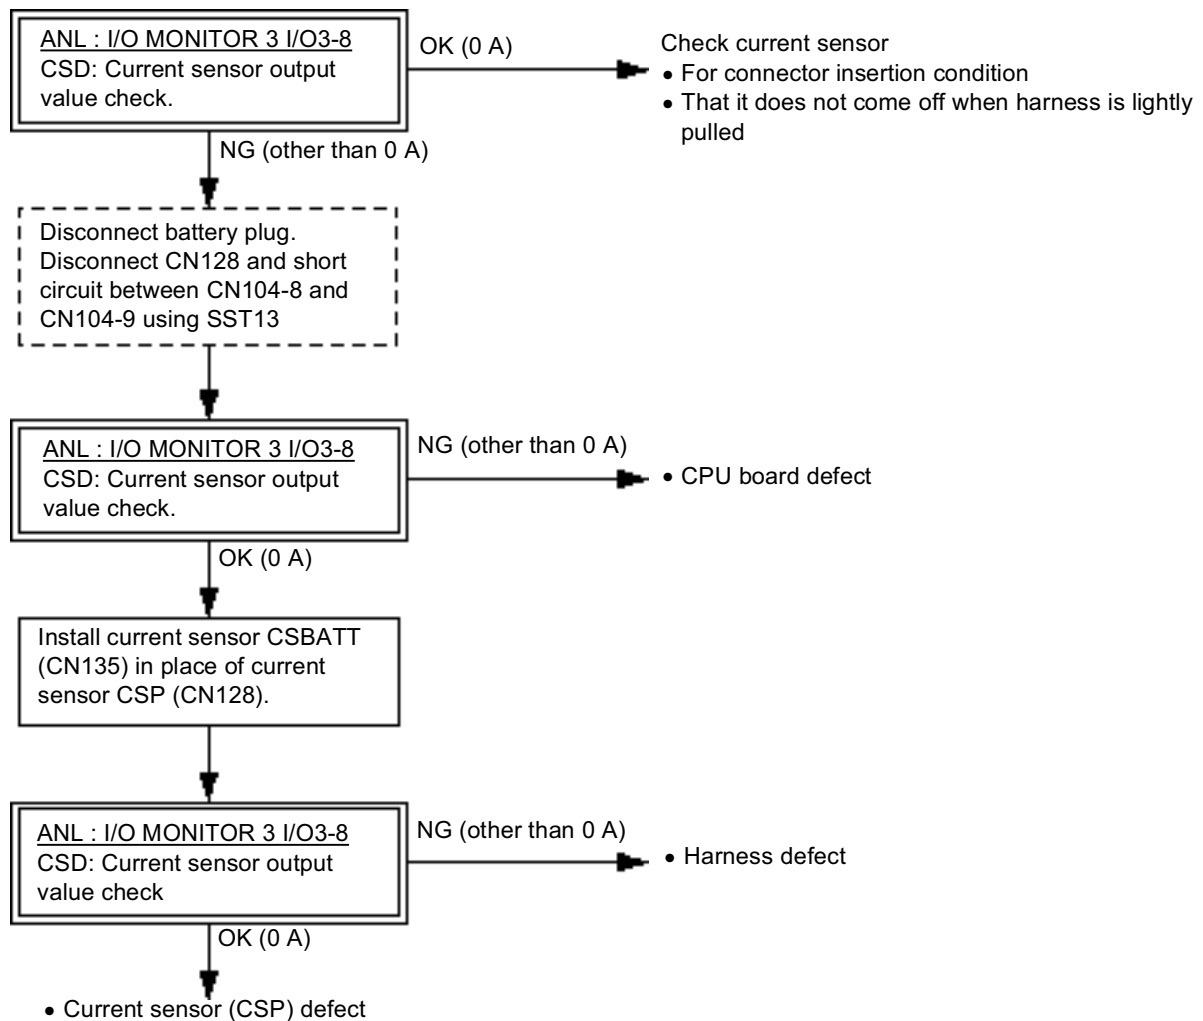 ANL : I/O MONITOR 3 I/O3-8
CSD: Current sensor output
value check.
OK (0 A)
Check current sensor
• For connector insertion condition
• That it does not come off when harness is lightly
pulled
NG (other than 0 A)
Disconnect battery plug.
Disconnect CN128 and short
circuit between CN104-8 and
CN104-9 using SST13
ANL : I/O MONITOR 3 I/O3-8
CSD: Current sensor output
value check.
NG (other than 0 A)
• CPU board defect
OK (0 A)
Install current sensor CSBATT
(CN135) in place of current
sensor CSP (CN128).
ANL : I/O MONITOR 3 I/O3-8
CSD: Current sensor output
value check
NG (other than 0 A)
• Harness defect
OK (0 A)
• Current sensor (CSP) defect